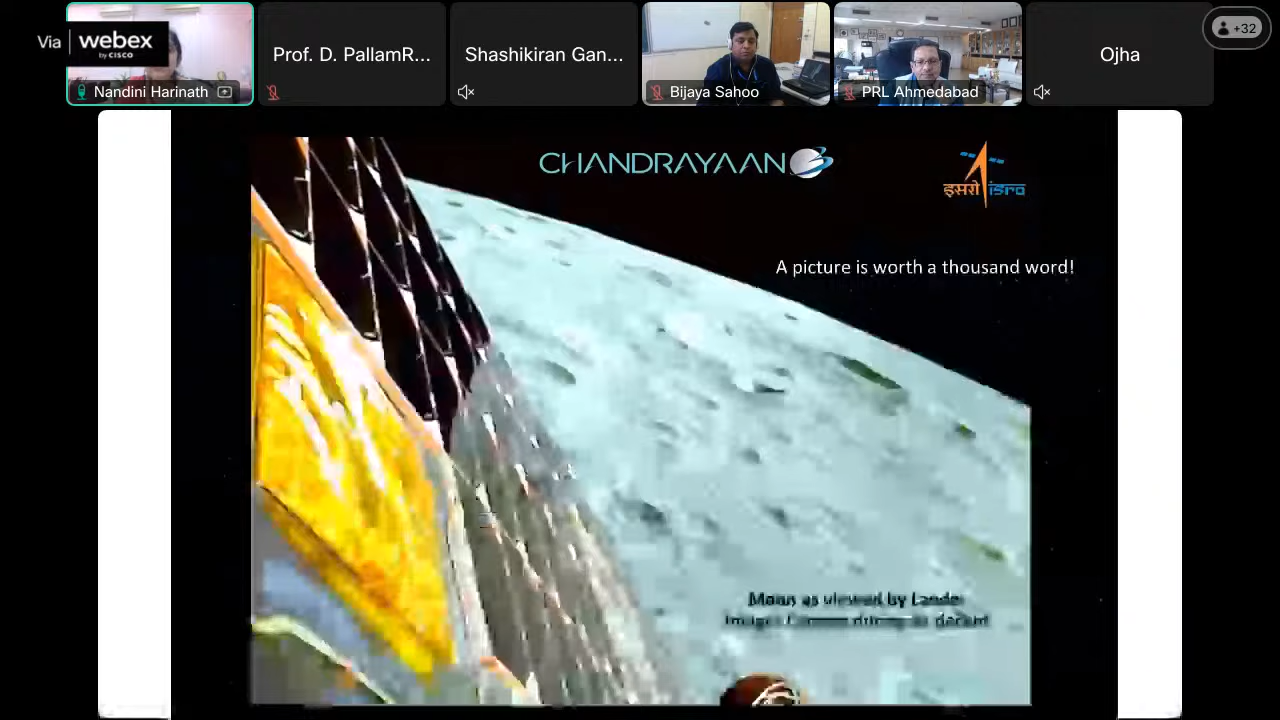 Via webex
by CISCO
Nandini Harinath
Prof. D. PallamR...
Shashikiran Gan...
Bijaya Sahoo
PRL Ahmedabad
Ojha
+32
CHANDRAYAAN 3
इसरो isro
A picture is worth a thousand word!
as viewed by Lander